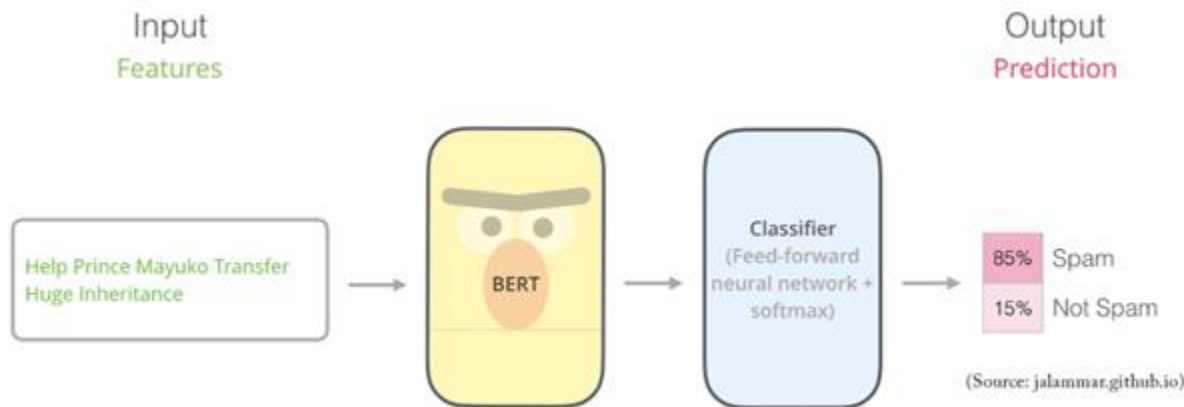 Input
Features
Output
Prediction
Help Prince Mayuko Transfer
Huge Inheritance
BERT
Classifier
(Feed-forward
neural network +
softmax)
85% Spam
15% Not Spam
(Source: jalammar.github.io)